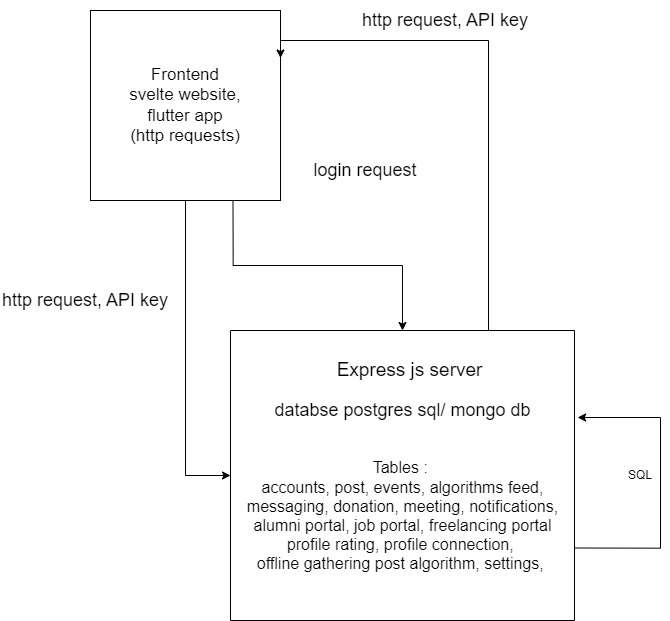 http request, API key
Frontend
svelte website,
flutter app
(http requests)
login request
http request, API key
Express js server
databse postgres sql/ mongo db
Tables :
accounts, post, events, algorithms feed,
messaging, donation, meeting, notifications,
alumni portal, job portal, freelancing portal
profile rating, profile connection,
offline gathering post algorithm, settings,
SQL